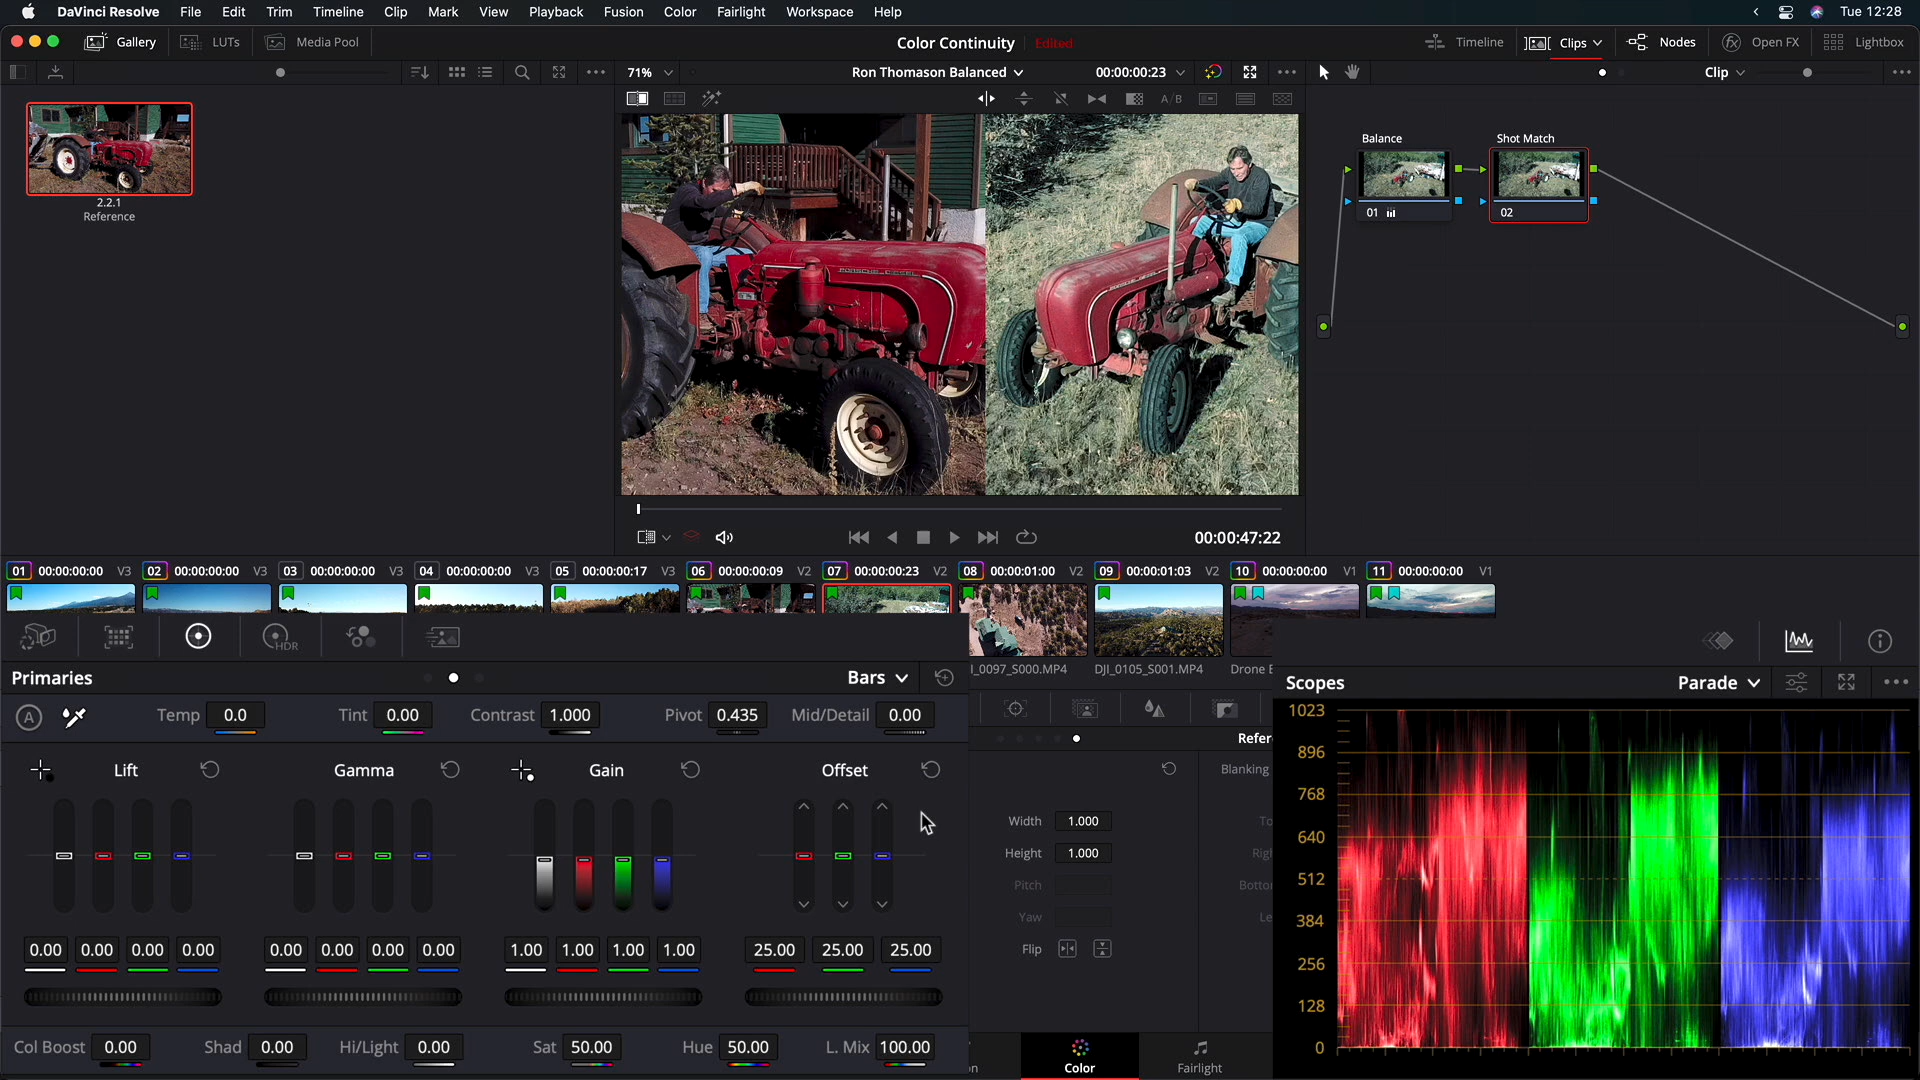 DaVinci Resolve File Edit Trim Timeline Clip Mark View Playback Fusion Color Fairlight Workspace Help Tue 12:28
Gallery LUTs Media Pool Color Continuity Edited Timeline Clips Nodes Open FX Lightbox
71% Ron Thomason Balanced 00:00:00:23 Clip
A/B
PORSCHE-DIESEL
2.2.1
Reference
Balance Shot Match
01 02
00:00:47:22
01 00:00:00:00 V3 02 00:00:00:00 V3 03 00:00:00:00 V3 04 00:00:00:00 V3 05 00:00:00:17 V3 06 00:00:00:09 V2 07 00:00:00:23 V2 08 00:00:01:00 V2 09 00:00:01:03 V2 10 00:00:00:00 V1 11 00:00:00:00 V1
HDR
I_0097_S000.MP4 DJI_0105_S001.MP4 Drone E
Primaries Bars
Scopes Parade
A Temp 0.0 Tint 0.00 Contrast 1.000 Pivot 0.435 Mid/Detail 0.00
Lift Gamma Gain Offset
0.00 0.00 0.00 0.00 0.00 0.00 0.00 0.00 1.00 1.00 1.00 1.00 25.00 25.00 25.00
Col Boost 0.00 Shad 0.00 Hi/Light 0.00 Sat 50.00 Hue 50.00 L. Mix 100.00
Refer
Blanking
Width 1.000 To
Height 1.000 Righ
Pitch Botto
Yaw Le
Flip
n Color Fairlight
1023
896
768
640
512
384
256
128
0